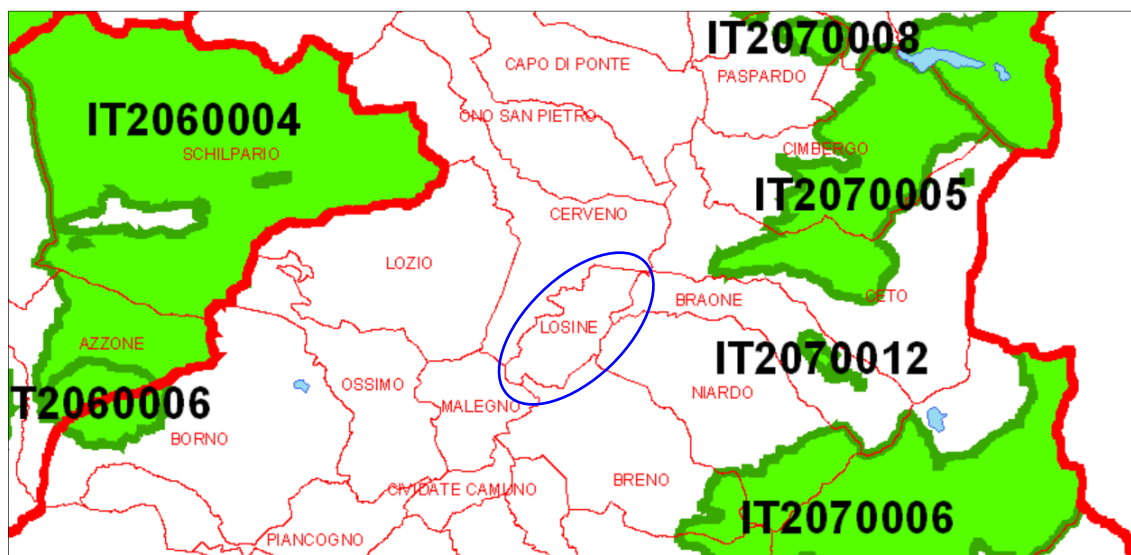 IT2070008
CAPO DI PONTE
PASPARDO
IT2060004
ONO SAN PIETRO
SCHILPARIO
CIMBERGO
IT2070005
CERVENO
LOZIO
CETO
BRAONE
LOSINE
AZZONE
IT2070012
OSSIMO
NIARDO
T2060006
MALEGNO
BORNO
BRENO
CIVIDATE CAMUNO
IT2070006
PIANCOGNO